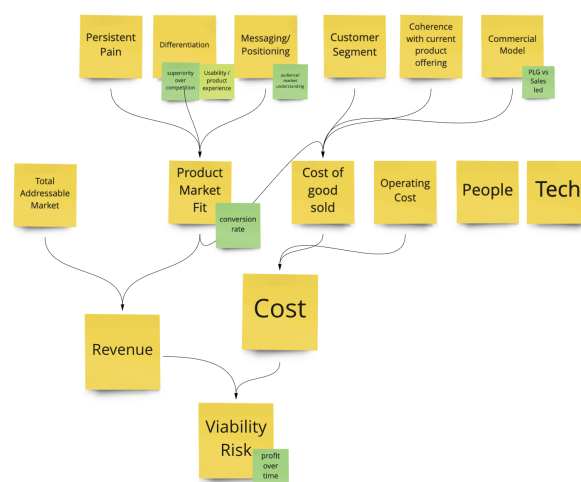 Persistent
Pain
Differentiation
superiority
over
competition
Usability /
product
experience
Messaging/
Positioning
audience/
market
understanding
Customer
Segment
Coherence
with current
product
offering
Commercial
Model
PLG vs
Sales
led
Total
Addressable
Market
Product
Market
Fit
conversion
rate
Cost of
good
sold
Operating
Cost
People
Tech
Revenue
Cost
Viability
Risk
profit
over
time